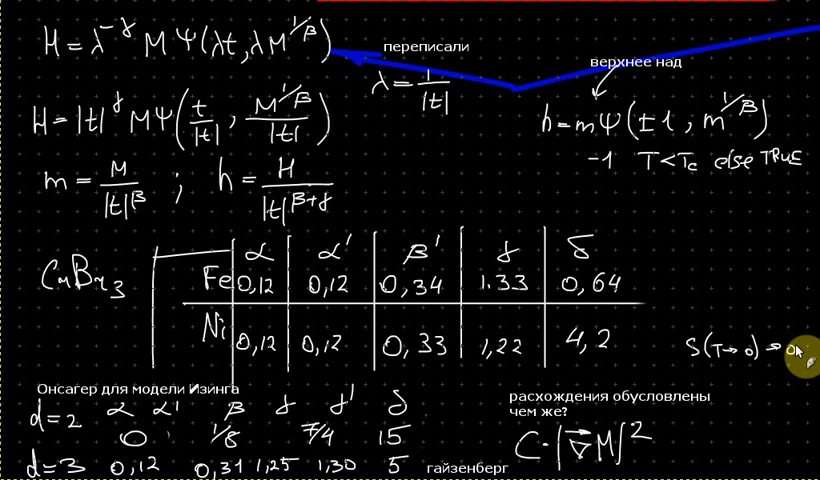 H = λ^{-γ} M Ψ(λt, λM^{1/β})
переписали
верхнее над
λ = 1/|t|
H = |t|^γ MΨ(t/|t|, M^{1/β}/|t|)
h = mΨ(±1, m^{1/β})
-1 T<Tc else TRUE
m = M/|t|^β ; h = H/|t|^{β+γ}
α α' β' γ δ
CrBr3
Fe 0,12 0,12 0,34 1.33 0,64
Ni 0,12 0,12 0,33 1,22 4,2
S(T→0) → 0
Онсагер для модели Изинга
расхождения обусловлены
чем же?
d=2 α α' β γ γ' δ
0 1/8 7/4 15
C·|∇M|^2
d=3 0,12 0,31 1,25 1,30 5 гайзенберг